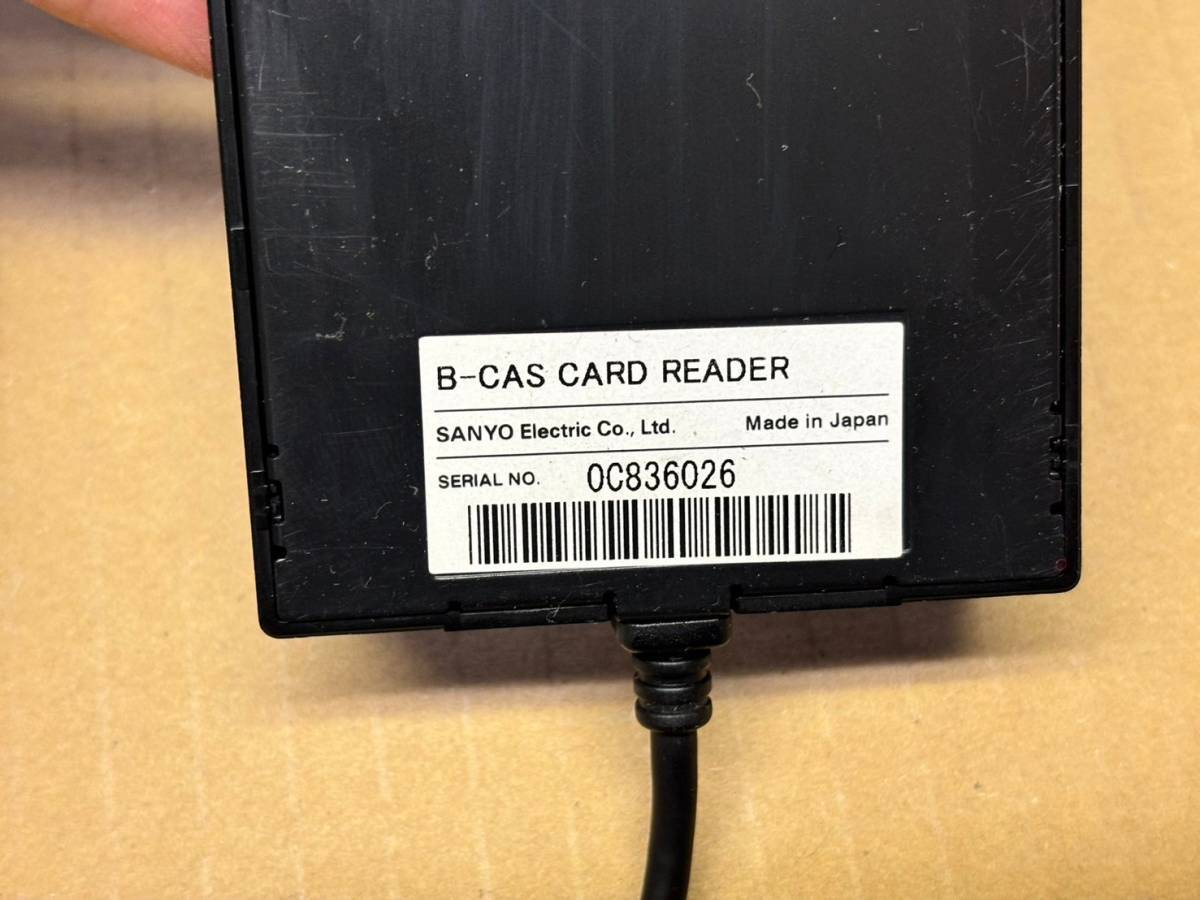 B-CAS CARD READER
SANYO Electric Co., Ltd. Made in Japan
SERIAL NO. 0C836026